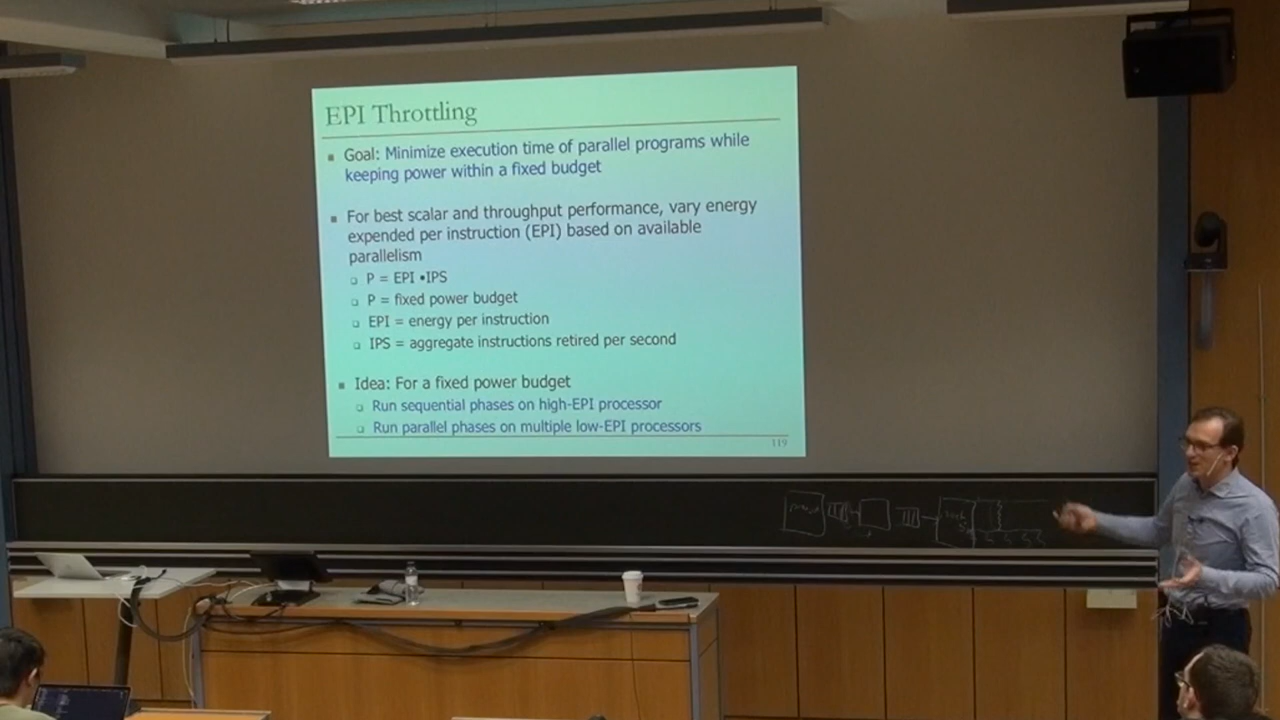 EPI Throttling
Goal: Minimize execution time of parallel programs while
keeping power within a fixed budget
For best scalar and throughput performance, vary energy
expended per instruction (EPI) based on available
parallelism
P = EPI •IPS
P = fixed power budget
EPI = energy per instruction
IPS = aggregate instructions retired per second
Idea: For a fixed power budget
Run sequential phases on high-EPI processor
Run parallel phases on multiple low-EPI processors
119